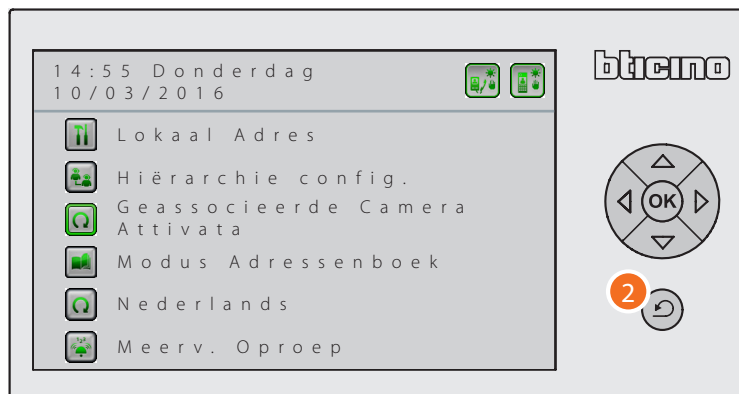 14:55 Donderdag
10/03/2016
bticino
Lokaal Adres
Hiërarchie config.
Geassocieerde Camera
Attivata
Modus Adressenboek
Nederlands
Meerv. Oproep
OK
2